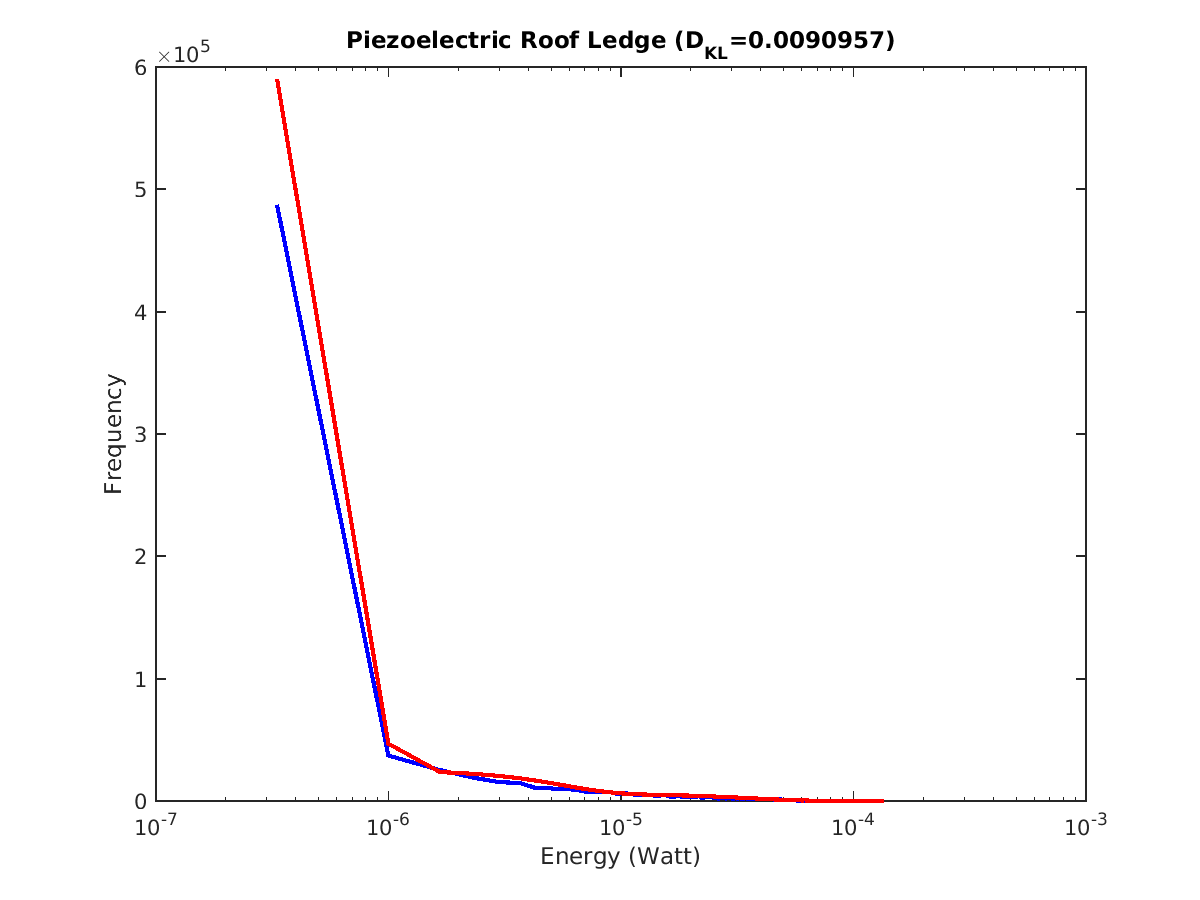 Piezoelectric Roof Ledge (D_KL=0.0090957)
×10^5
6
5
4
3
2
1
0
Frequency
10^-7 10^-6 10^-5 10^-4 10^-3
Energy (Watt)